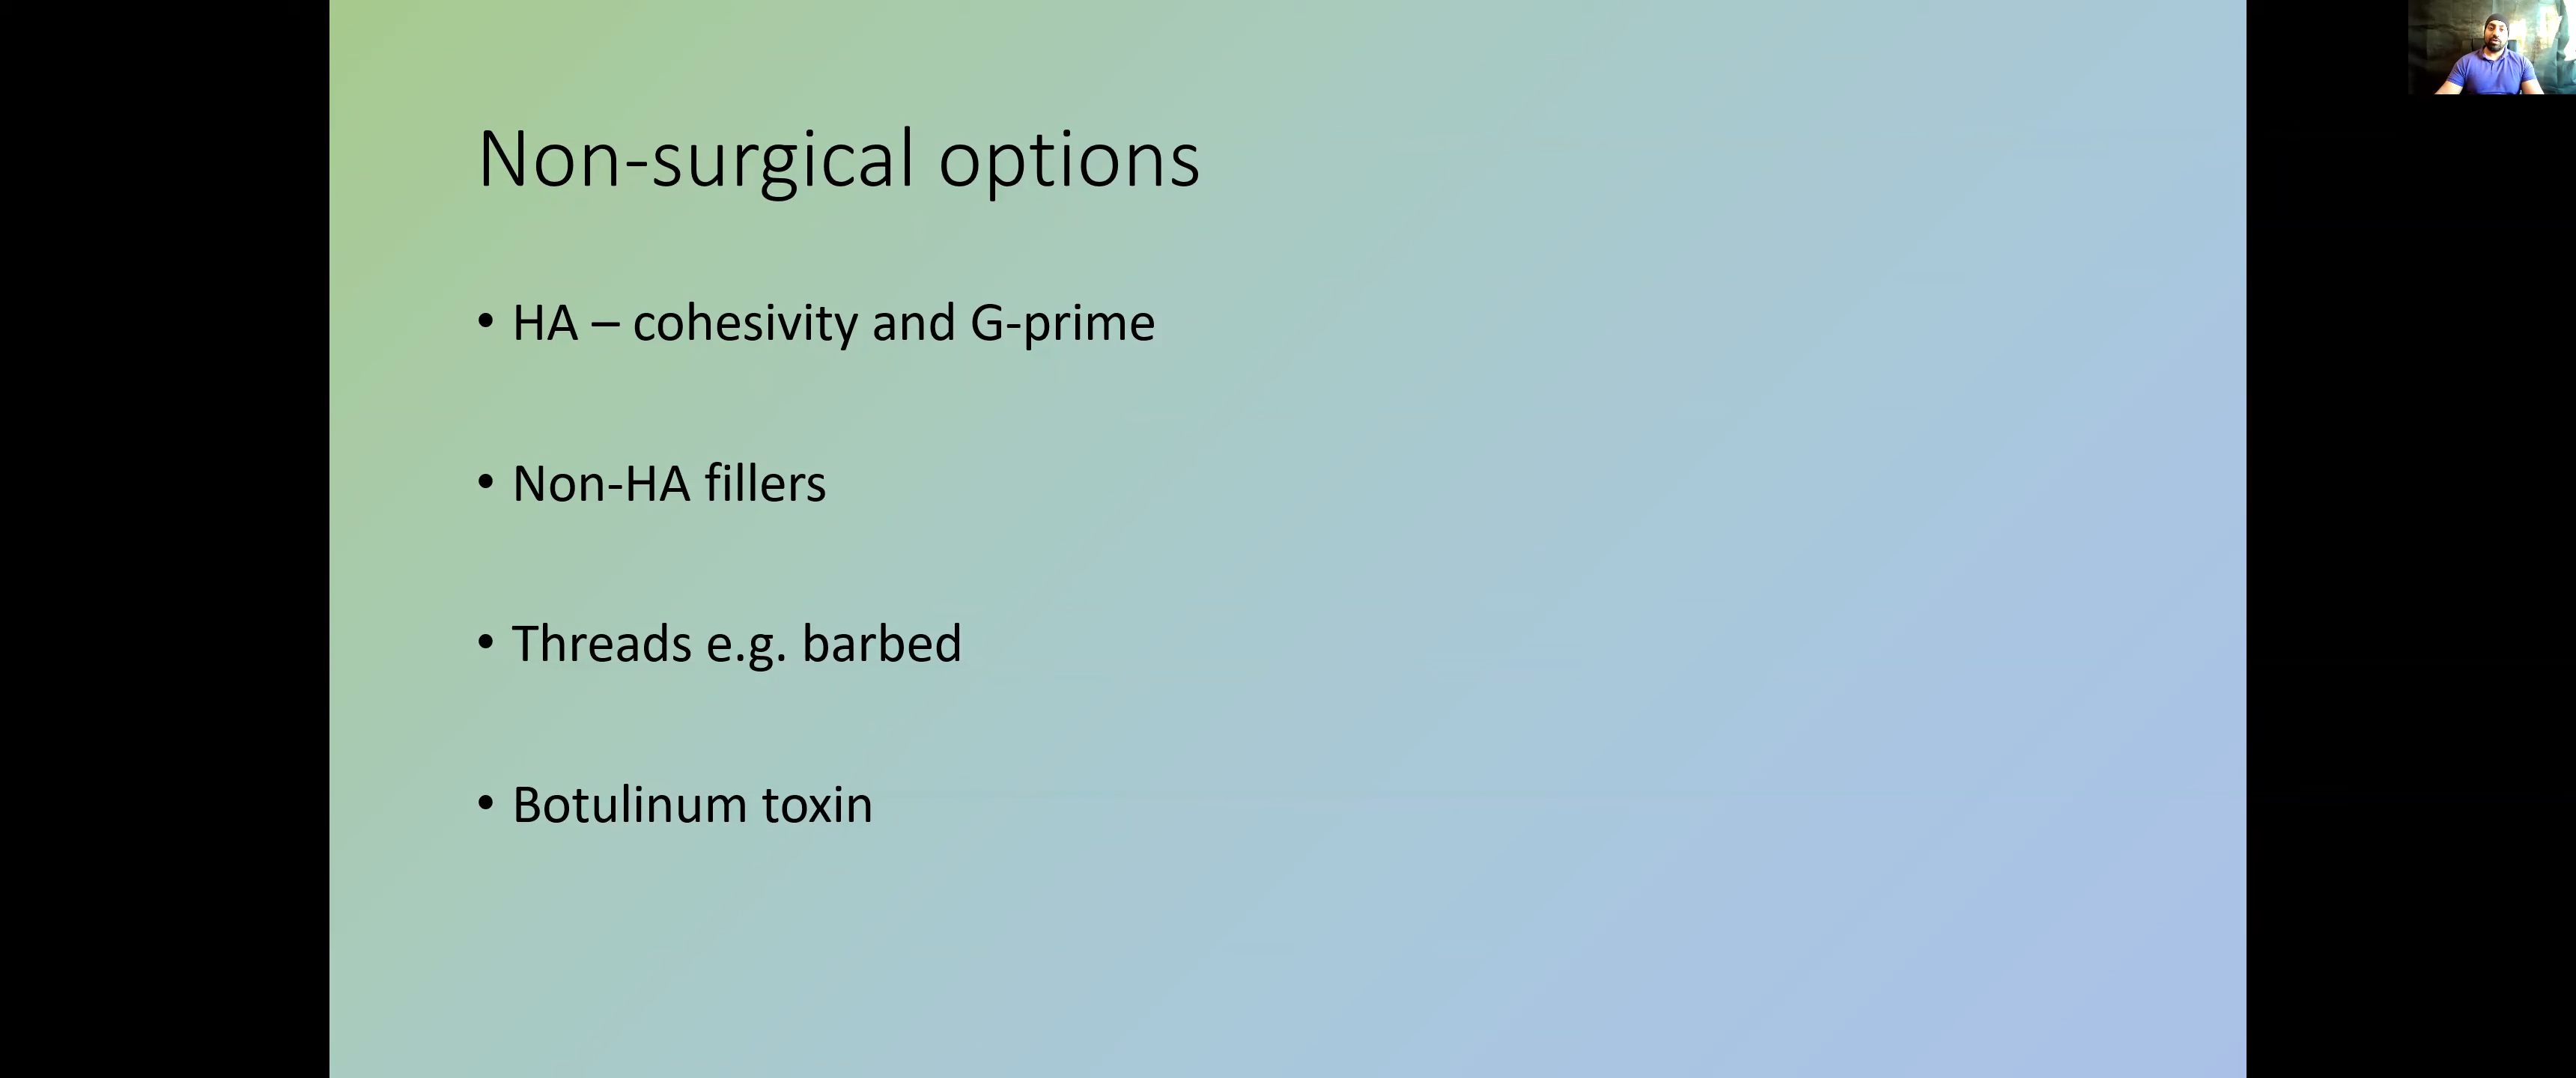 Non-surgical options
• HA – cohesivity and G-prime
• Non-HA fillers
• Threads e.g. barbed
• Botulinum toxin